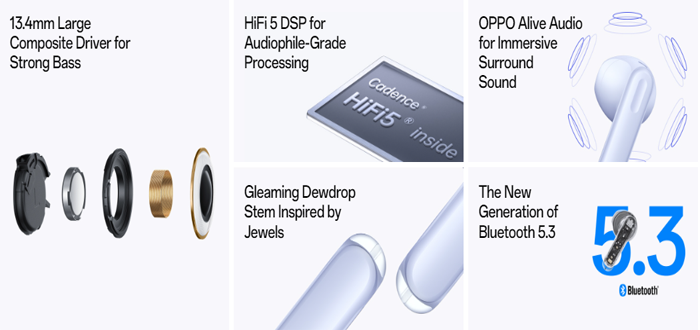 13.4mm Large
Composite Driver for
Strong Bass
HiFi 5 DSP for
Audiophile-Grade
Processing
Cadence®
HiFi5®
inside
OPPO Alive Audio
for Immersive
Surround
Sound
Gleaming Dewdrop
Stem Inspired by
Jewels
The New
Generation of
Bluetooth 5.3
5.3
Bluetooth®